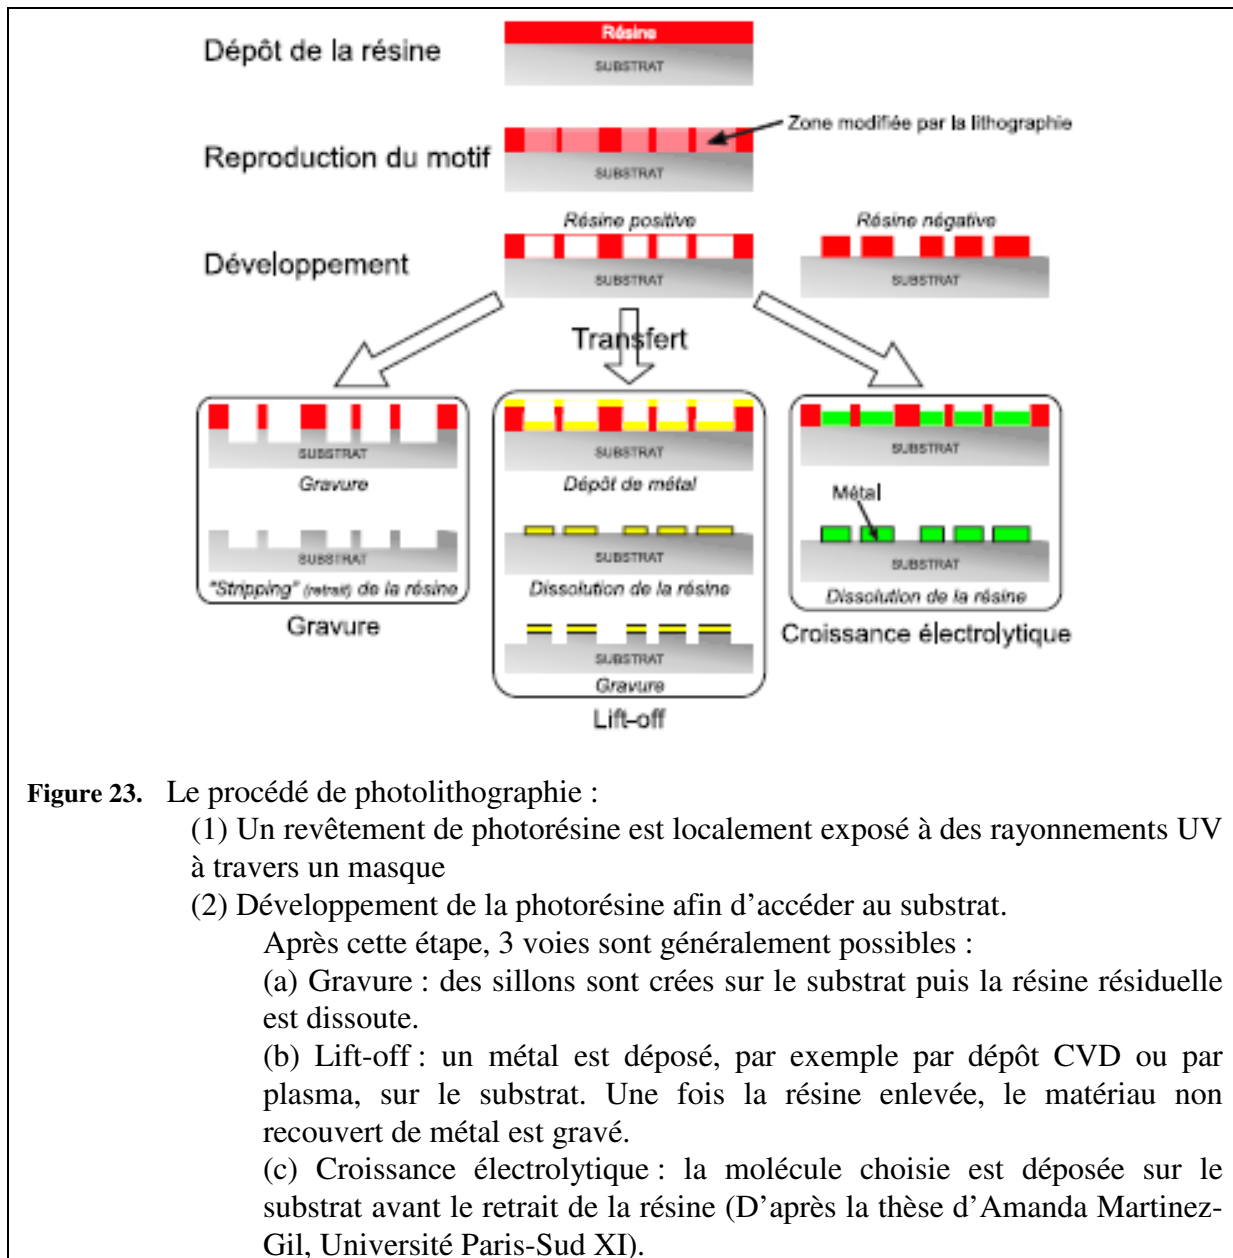 Dépôt de la résine
Résine
SUBSTRAT
Reproduction du motif
Zone modifiée par la lithographie
SUBSTRAT
Développement
Résine positive
SUBSTRAT
Résine négative
SUBSTRAT
Transfert
SUBSTRAT
Gravure
SUBSTRAT
"Stripping" (retrait) de la résine
Gravure
SUBSTRAT
Dépôt de métal
SUBSTRAT
Dissolution de la résine
SUBSTRAT
Gravure
Lift-off
SUBSTRAT
Métal
SUBSTRAT
Dissolution de la résine
Croissance électrolytique
Figure 23. Le procédé de photolithographie :
(1) Un revêtement de photorésine est localement exposé à des rayonnements UV
à travers un masque
(2) Développement de la photorésine afin d'accéder au substrat.
Après cette étape, 3 voies sont généralement possibles :
(a) Gravure : des sillons sont crées sur le substrat puis la résine résiduelle
est dissoute.
(b) Lift-off : un métal est déposé, par exemple par dépôt CVD ou par
plasma, sur le substrat. Une fois la résine enlevée, le matériau non
recouvert de métal est gravé.
(c) Croissance électrolytique : la molécule choisie est déposée sur le
substrat avant le retrait de la résine (D'après la thèse d'Amanda Martinez-
Gil, Université Paris-Sud XI).